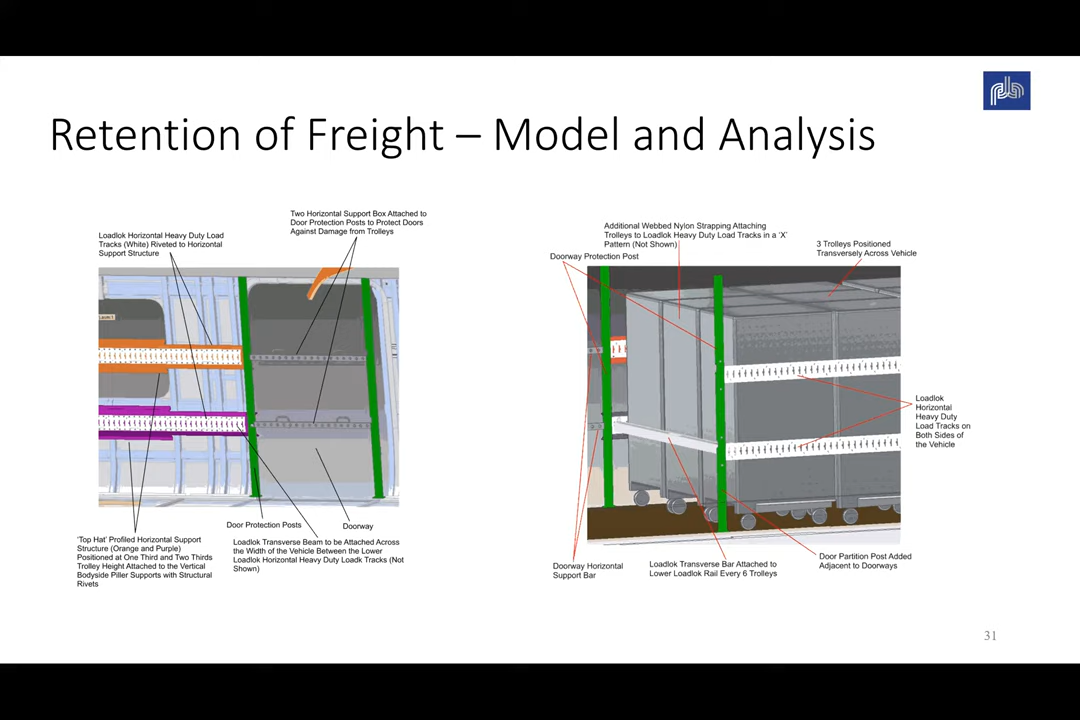 Retention of Freight – Model and Analysis
Two Horizontal Support Box Attached to
Door Protection Posts to Protect Doors
Against Damage from Trolleys
Loadlok Horizontal Heavy Duty Load
Tracks (White) Riveted to Horizontal
Support Structure
Door Protection Posts
Doorway
'Top Hat' Profiled Horizontal Support
Structure (Orange and Purple)
Positioned at One Third and Two Thirds
Trolley Height Attached to the Vertical
Bodyside Piller Supports with Structural
Rivets
Loadlok Transverse Beam to be Attached Across
the Width of the Vehicle Between the Lower
Loadlok Horizontal Heavy Duty Loadk Tracks (Not
Shown)
Additional Webbed Nylon Strapping Attaching
Trolleys to Loadlok Heavy Duty Load Tracks in a 'X'
Pattern (Not Shown)
3 Trolleys Positioned
Transversely Across Vehicle
Doorway Protection Post
Loadlok
Horizontal
Heavy Duty
Load Tracks on
Both Sides of
the Vehicle
Doorway Horizontal
Support Bar
Loadlok Transverse Bar Attached to
Lower Loadlok Rail Every 6 Trolleys
Door Partition Post Added
Adjacent to Doorways
31